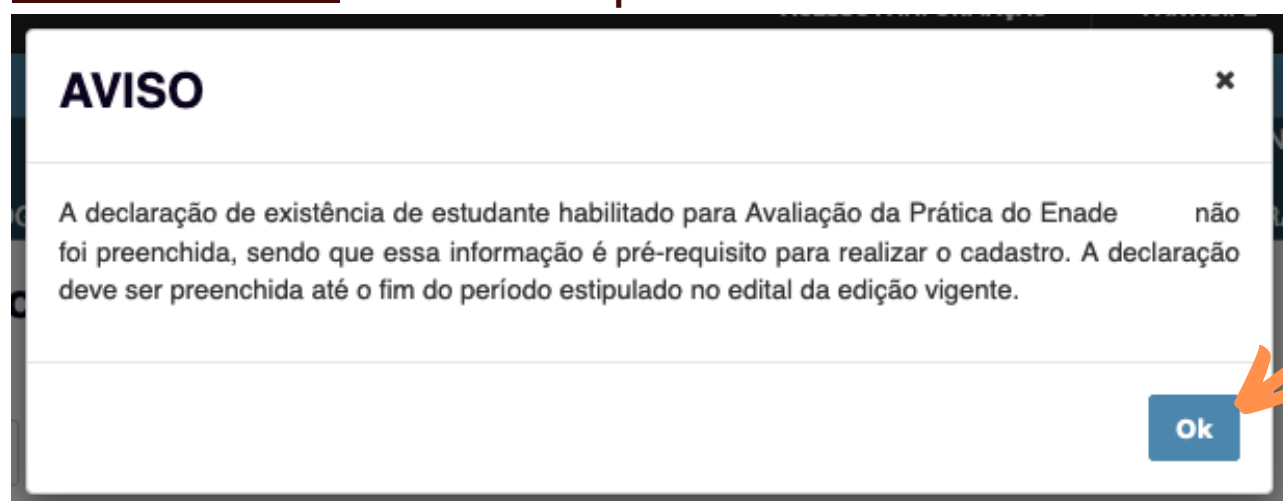 AVISO
×
A declaração de existência de estudante habilitado para Avaliação da Prática do Enade não
foi preenchida, sendo que essa informação é pré-requisito para realizar o cadastro. A declaração
deve ser preenchida até o fim do período estipulado no edital da edição vigente.
Ok